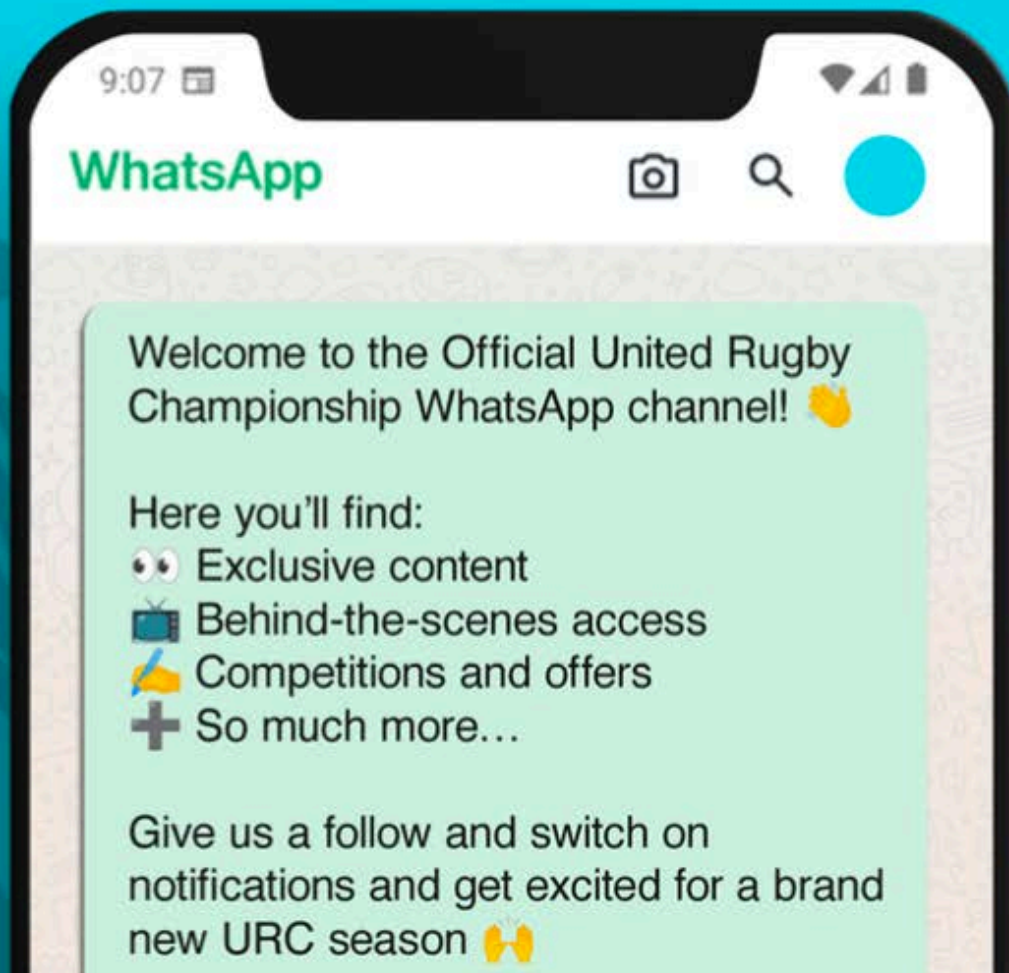 9:07
WhatsApp
Welcome to the Official United Rugby
Championship WhatsApp channel! 👏
Here you’ll find:
👀 Exclusive content
📺 Behind-the-scenes access
✍️ Competitions and offers
➕ So much more…
Give us a follow and switch on
notifications and get excited for a brand
new URC season 🙌